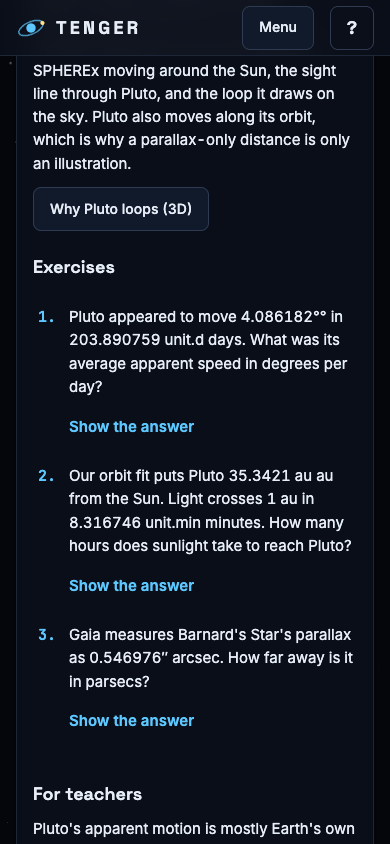 TENGER
Menu
?
SPHEREx moving around the Sun, the sight
line through Pluto, and the loop it draws on
the sky. Pluto also moves along its orbit,
which is why a parallax-only distance is only
an illustration.
Why Pluto loops (3D)
Exercises
1. Pluto appeared to move 4.086182°° in
203.890759 unit.d days. What was its
average apparent speed in degrees per
day?
Show the answer
2. Our orbit fit puts Pluto 35.3421 au au
from the Sun. Light crosses 1 au in
8.316746 unit.min minutes. How many
hours does sunlight take to reach Pluto?
Show the answer
3. Gaia measures Barnard's Star's parallax
as 0.546976″ arcsec. How far away is it
in parsecs?
Show the answer
For teachers
Pluto's apparent motion is mostly Earth's own